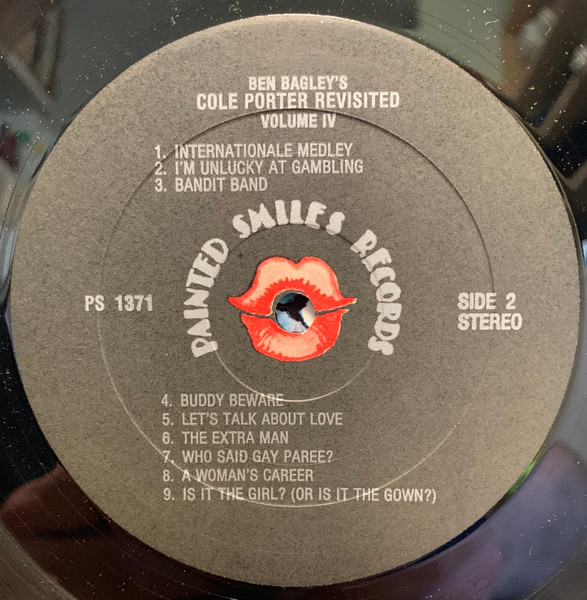 BEN BAGLEY'S
COLE PORTER REVISITED
VOLUME IV
1. INTERNATIONALE MEDLEY
2. I'M UNLUCKY AT GAMBLING
3. BANDIT BAND
PAINTED SMILES RECORDS
PS 1371
SIDE 2
STEREO
4. BUDDY BEWARE
5. LET'S TALK ABOUT LOVE
6. THE EXTRA MAN
7. WHO SAID GAY PAREE?
8. A WOMAN'S CAREER
9. IS IT THE GIRL? (OR IS IT THE GOWN?)